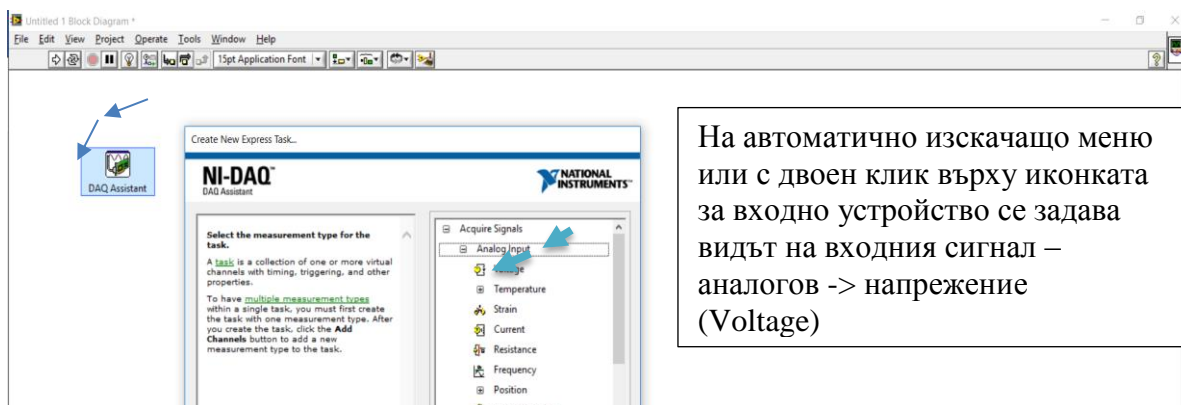 Untitled 1 Block Diagram *
File Edit View Project Operate Tools Window Help
15pt Application Font
DAQ Assistant
Create New Express Task...
NI-DAQ™
DAQ Assistant
NATIONAL
INSTRUMENTS™
Select the measurement type for the
task.
A task is a collection of one or more virtual
channels with timing, triggering, and other
properties.
To have multiple measurement types
within a single task, you must first create
the task with one measurement type. After
you create the task, click the Add
Channels button to add a new
measurement type to the task.
Acquire Signals
Analog Input
Voltage
Temperature
Strain
Current
Resistance
Frequency
Position
На автоматично изскачащо меню
или с двоен клик върху иконката
за входно устройство се задава
видът на входния сигнал –
аналогов -> напрежение
(Voltage)